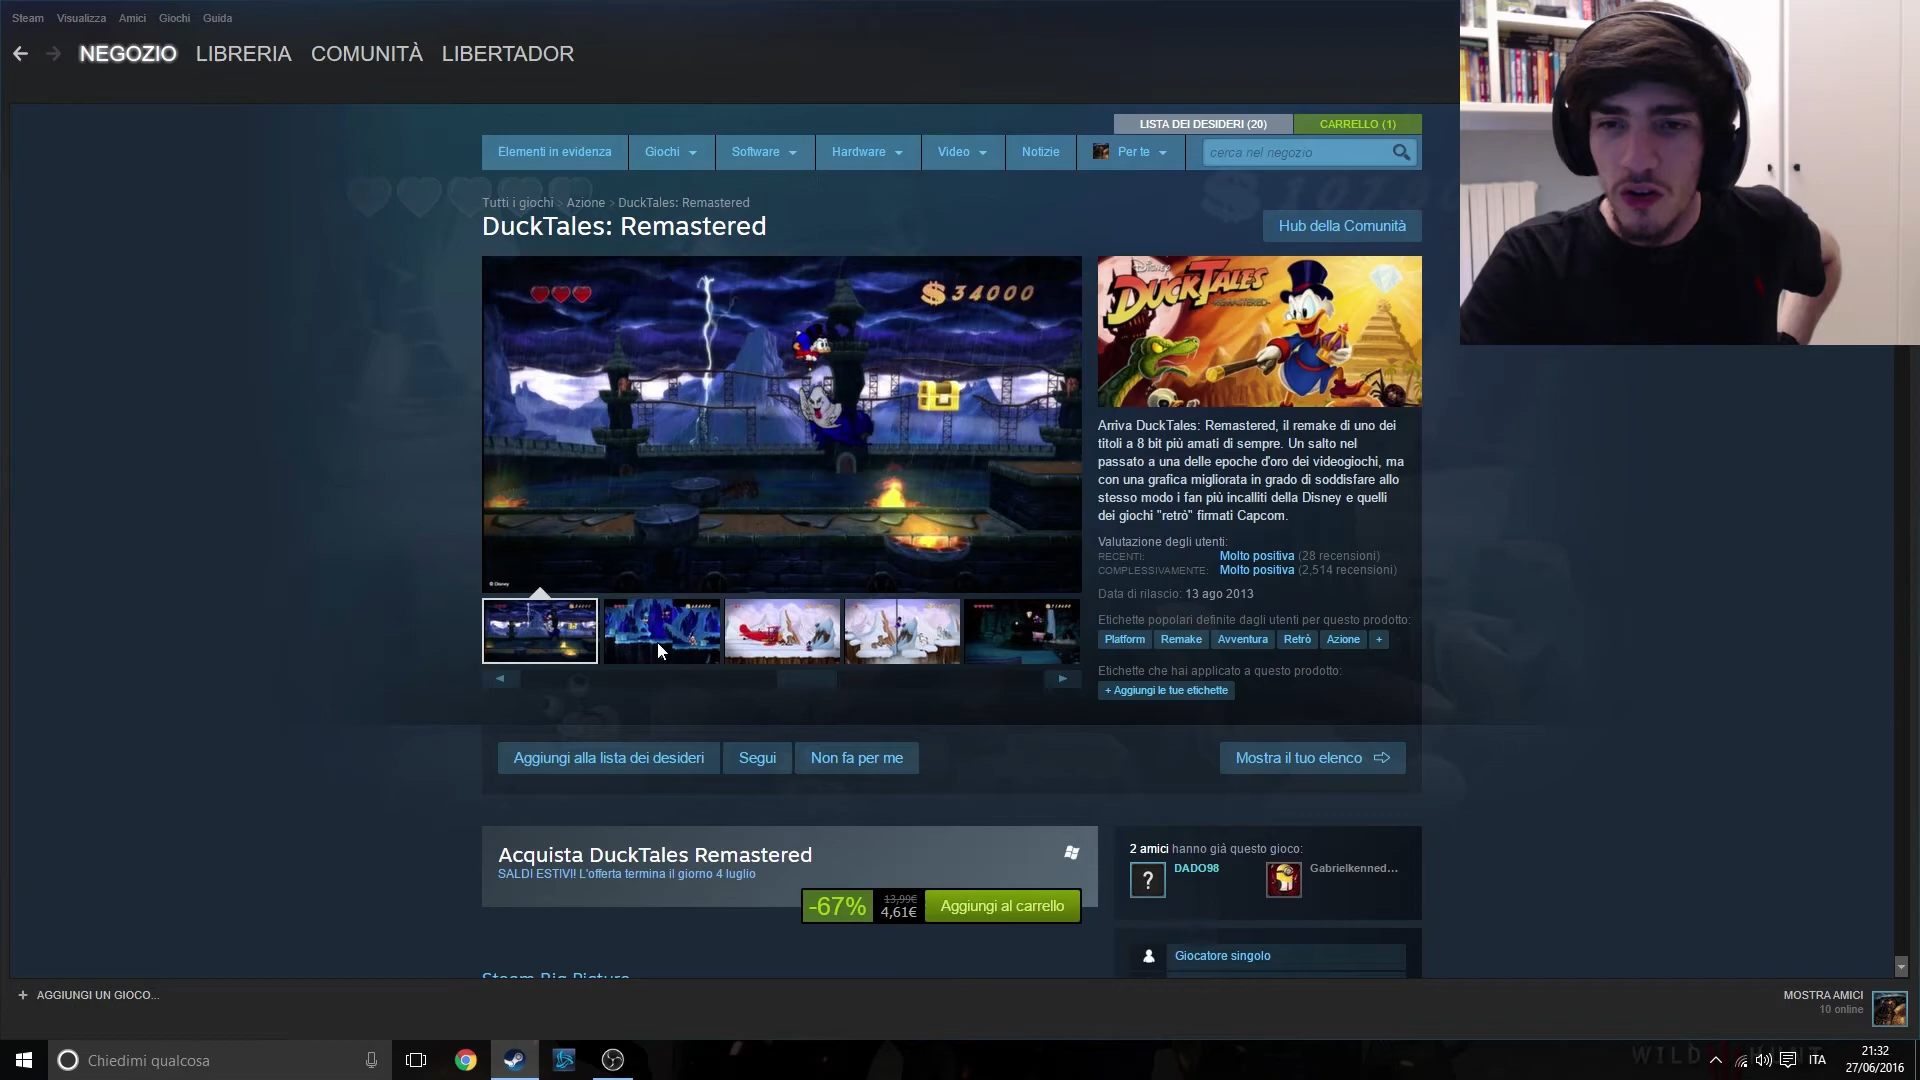 Steam Visualizza Amici Giochi Guida
NEGOZIO LIBRERIA COMUNITÀ LIBERTADOR
LISTA DEI DESIDERI (20) CARRELLO (1)
Elementi in evidenza Giochi Software Hardware Video Notizie Per te cerca nel negozio
Tutti i giochi > Azione > DuckTales: Remastered
DuckTales: Remastered
Hub della Comunità
$34000
© Disney
Disney
DUCKTALES
REMASTERED
Arriva DuckTales: Remastered, il remake di uno dei
titoli a 8 bit più amati di sempre. Un salto nel
passato a una delle epoche d'oro dei videogiochi, ma
con una grafica migliorata in grado di soddisfare allo
stesso modo i fan più incalliti della Disney e quelli
dei giochi "retrò" firmati Capcom.
Valutazione degli utenti:
RECENTI: Molto positiva (28 recensioni)
COMPLESSIVAMENTE: Molto positiva (2,514 recensioni)
Data di rilascio: 13 ago 2013
Etichette popolari definite dagli utenti per questo prodotto:
Platform Remake Avventura Retrò Azione +
Etichette che hai applicato a questo prodotto:
+ Aggiungi le tue etichette
Aggiungi alla lista dei desideri Segui Non fa per me Mostra il tuo elenco
Acquista DuckTales Remastered
SALDI ESTIVI! L'offerta termina il giorno 4 luglio
-67% 13,99€ 4,61€ Aggiungi al carrello
2 amici hanno già questo gioco:
? DADO98 Gabrielkenned...
Giocatore singolo
Steam Big Picture
+ AGGIUNGI UN GIOCO...
MOSTRA AMICI
10 online
Chiedimi qualcosa
WILD HUNT
ITA
21:32
27/06/2016